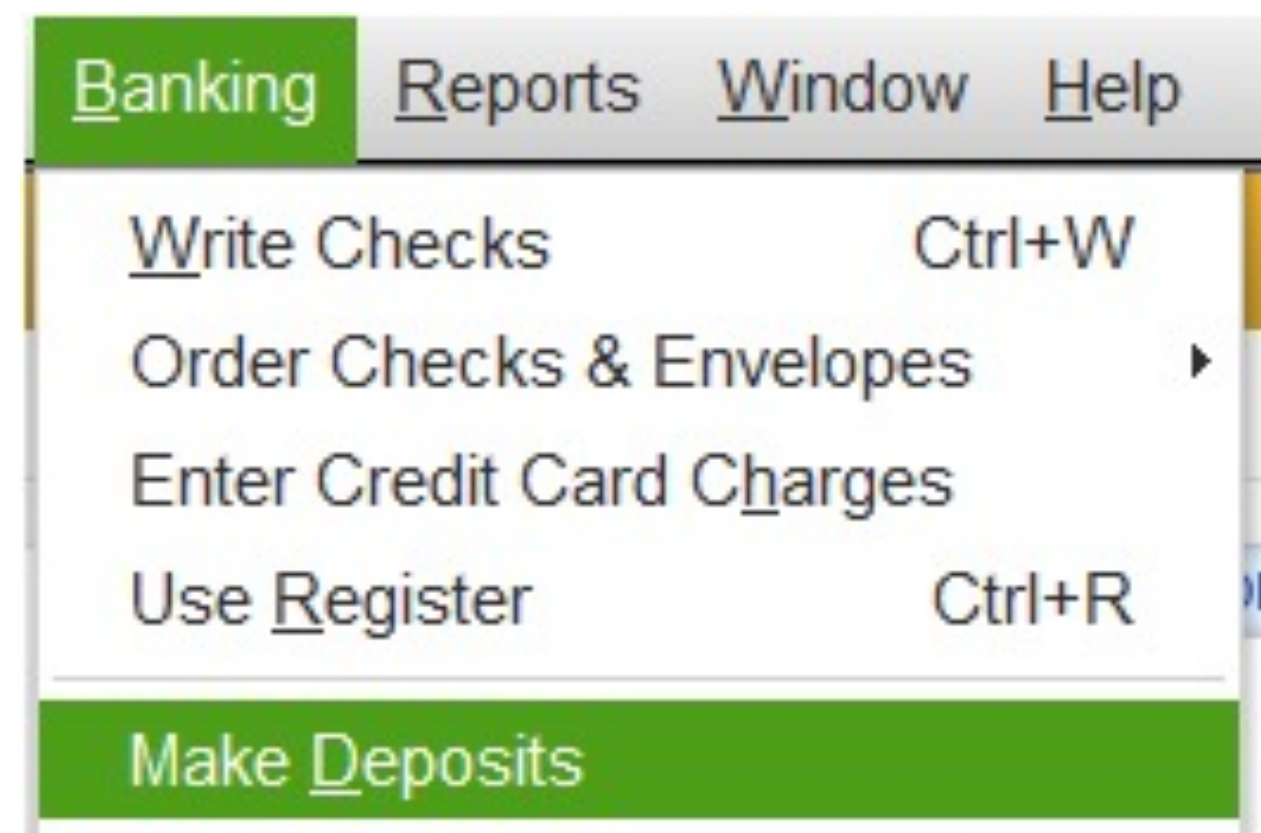 Banking Reports Window Help
Write Checks Ctrl+W
Order Checks & Envelopes
Enter Credit Card Charges
Use Register Ctrl+R
Make Deposits